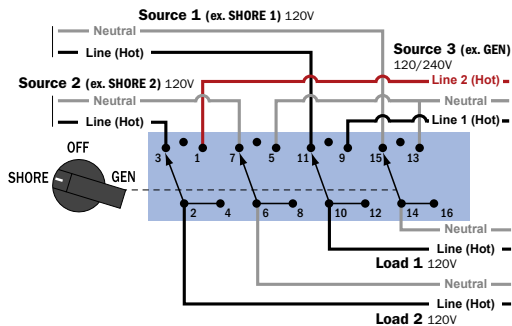 Source 1 (ex. SHORE 1) 120V
Neutral
Line (Hot)
Source 3 (ex. GEN)
120/240V
Source 2 (ex. SHORE 2) 120V
Line 2 (Hot)
Neutral
Neutral
Line (Hot)
Line 1 (Hot)
OFF
SHORE
GEN
3 1 7 5 11 9 15 13
2 4 6 8 10 12 14 16
Neutral
Line (Hot)
Load 1 120V
Neutral
Line (Hot)
Load 2 120V